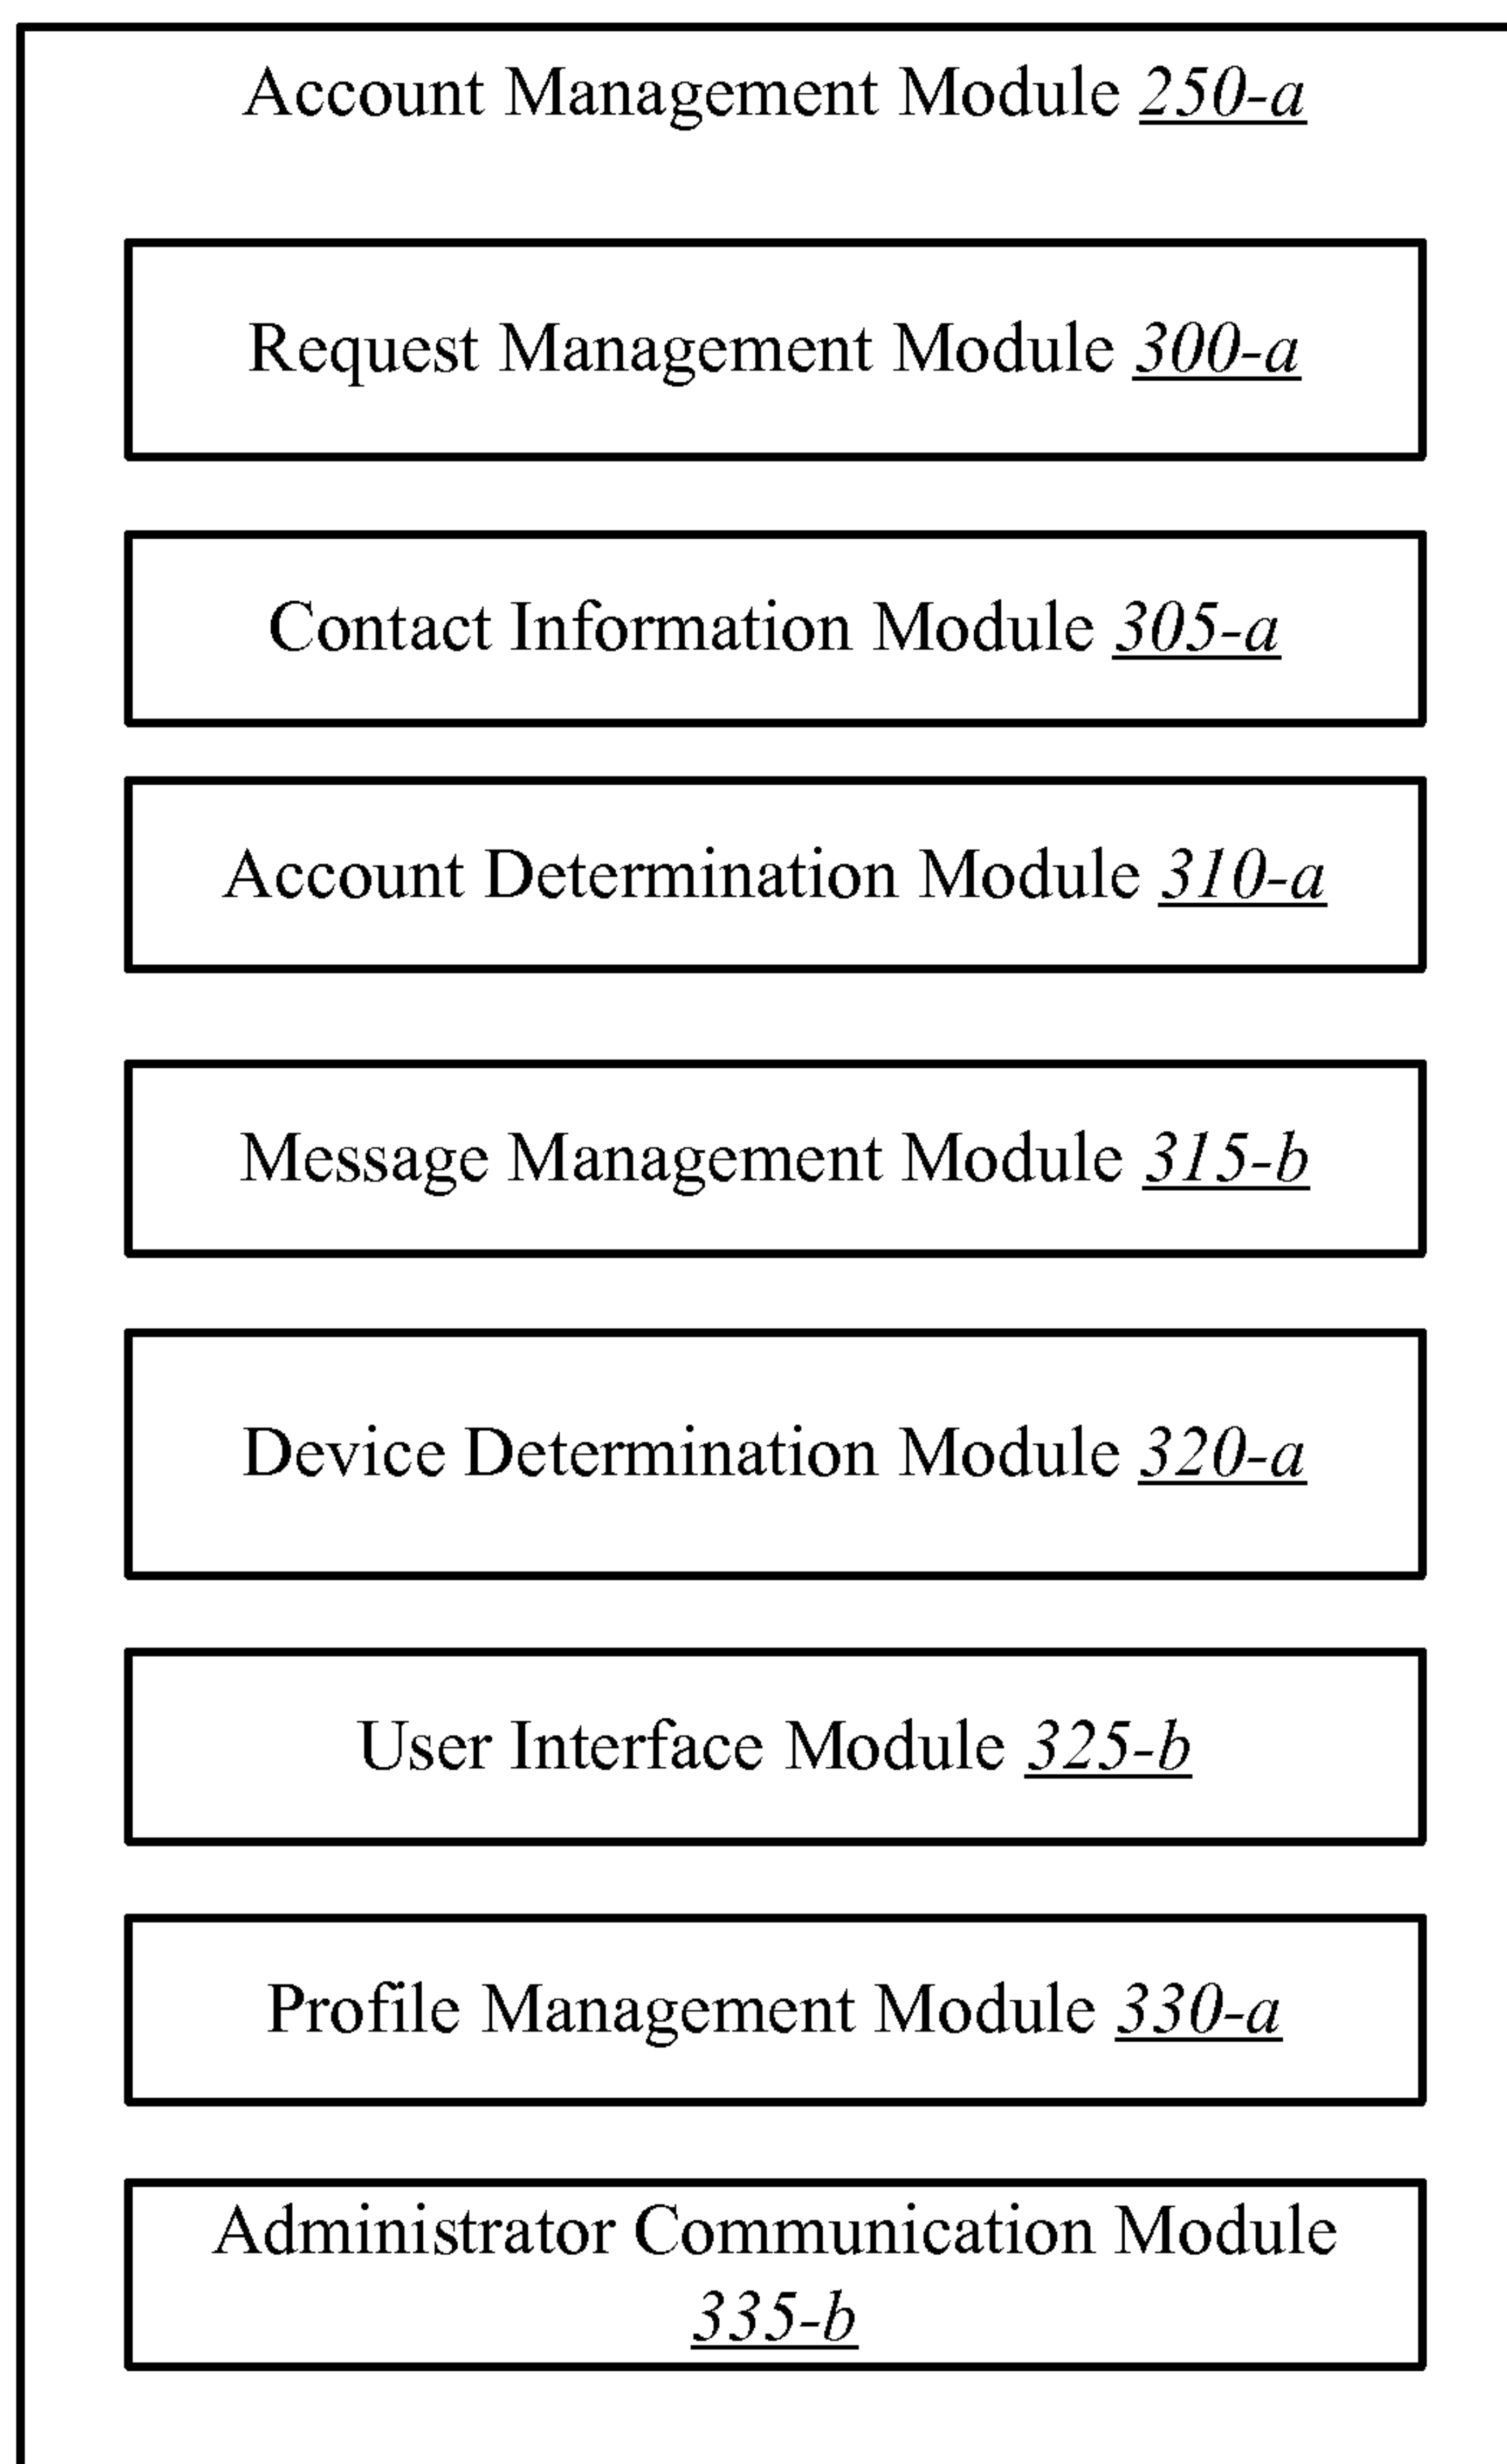 Account Management Module 250-a
Request Management Module 300-a
Contact Information Module 305-a
Account Determination Module 310-a
Message Management Module 315-b
Device Determination Module 320-a
User Interface Module 325-b
Profile Management Module 330-a
Administrator Communication Module
335-b